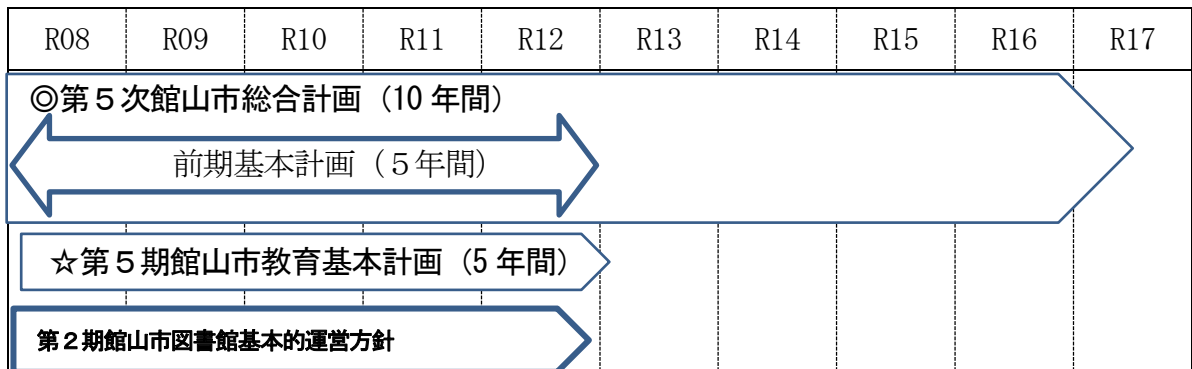 R08 R09 R10 R11 R12 R13 R14 R15 R16 R17
◎第５次館山市総合計画（10 年間）
前期基本計画（５年間）
☆第５期館山市教育基本計画（5 年間）
第２期館山市図書館基本的運営方針